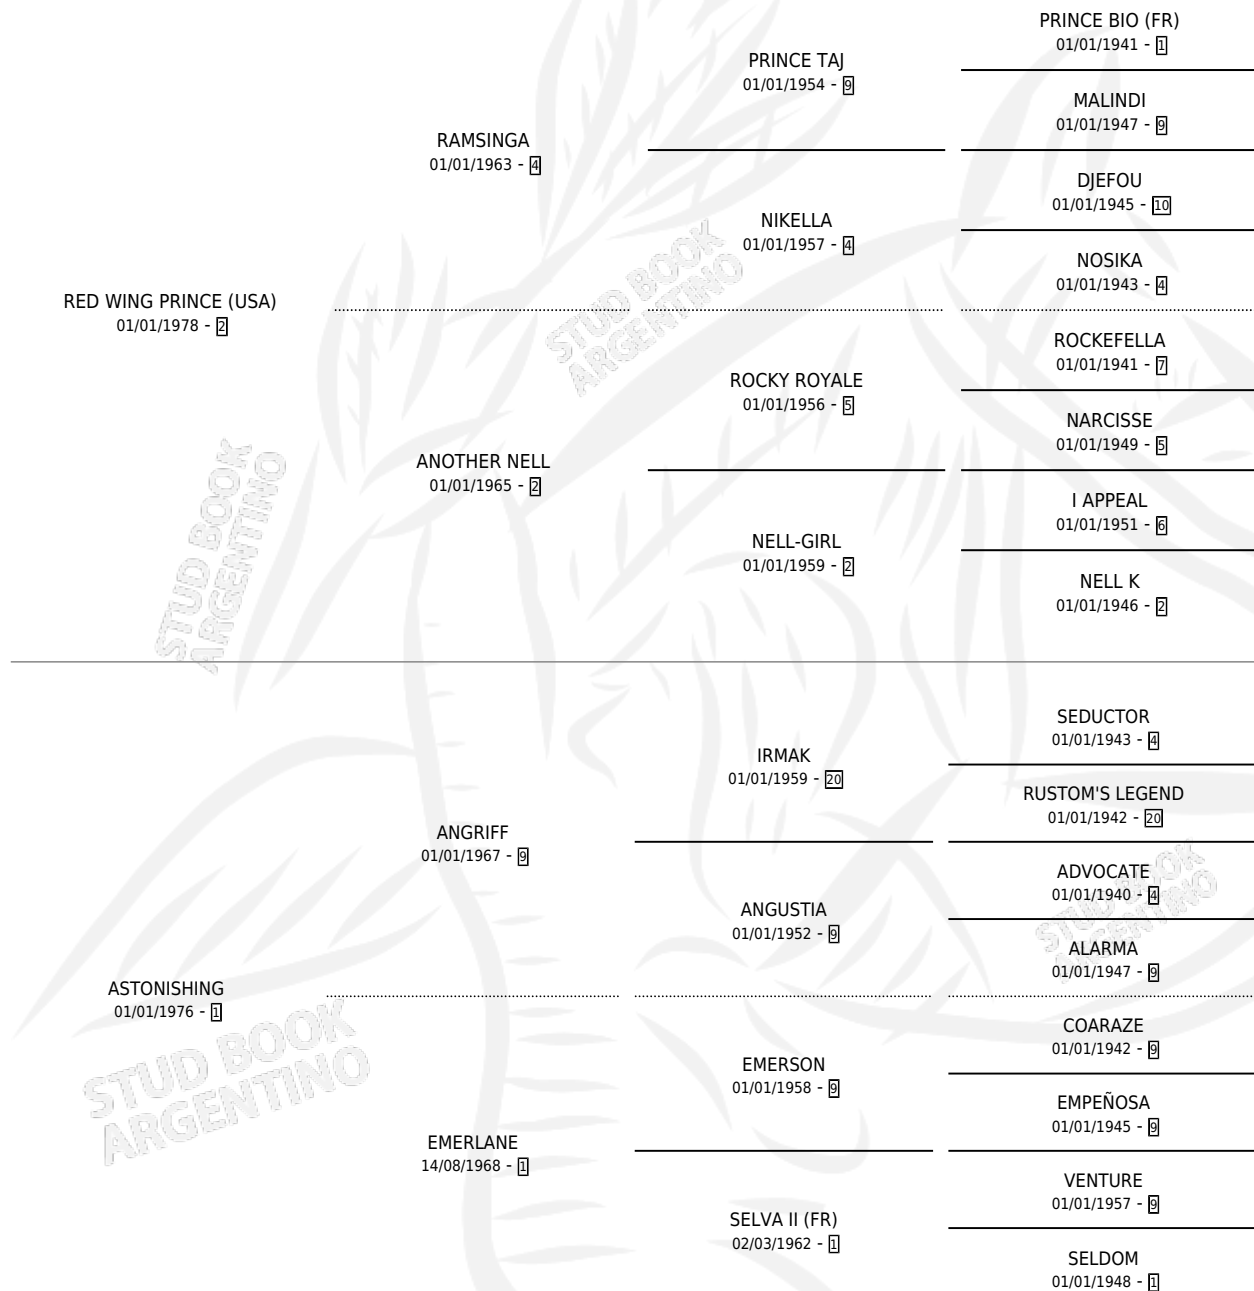 PRINCE BIO (FR)
01/01/1941 - 1
PRINCE TAJ
01/01/1954 - 9
MALINDI
01/01/1947 - 9
RAMSINGA
01/01/1963 - 4
DJEFOU
01/01/1945 - 10
NIKELLA
01/01/1957 - 4
NOSIKA
01/01/1943 - 4
RED WING PRINCE (USA)
01/01/1978 - 2
ROCKEFELLA
01/01/1941 - 7
ROCKY ROYALE
01/01/1956 - 5
NARCISSE
01/01/1949 - 5
ANOTHER NELL
01/01/1965 - 2
I APPEAL
01/01/1951 - 6
NELL-GIRL
01/01/1959 - 2
NELL K
01/01/1946 - 2
SEDUCTOR
01/01/1943 - 4
IRMAK
01/01/1959 - 20
RUSTOM'S LEGEND
01/01/1942 - 20
ANGRIFF
01/01/1967 - 9
ADVOCATE
01/01/1940 - 4
ANGUSTIA
01/01/1952 - 9
ALARMA
01/01/1947 - 9
ASTONISHING
01/01/1976 - 1
COARAZE
01/01/1942 - 9
EMERSON
01/01/1958 - 9
EMPEÑOSA
01/01/1945 - 9
EMERLANE
14/08/1968 - 1
VENTURE
01/01/1957 - 9
SELVA II (FR)
02/03/1962 - 1
SELDOM
01/01/1948 - 1
STUD BOOK
ARGENTINO
STUD BOOK
ARGENTINO
STUD BOOK
ARGENTINO
STUD BOOK
ARGENTINO